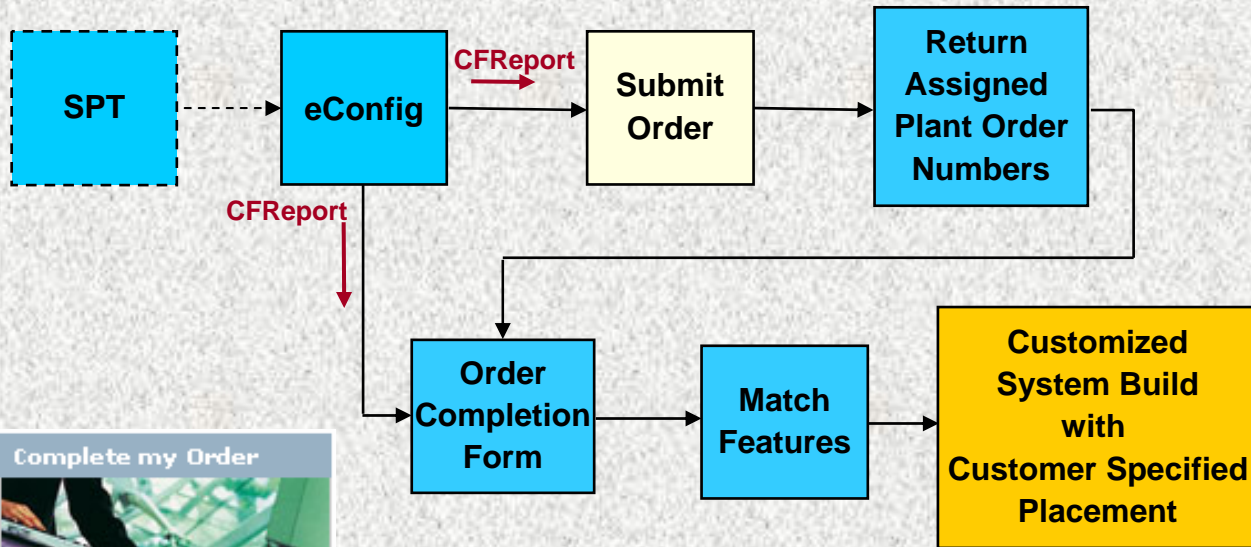 SPT
eConfig
CFReport
Submit
Order
Return
Assigned
Plant Order
Numbers
CFReport
Order
Completion
Form
Match
Features
Customized
System Build
with
Customer Specified
Placement
Complete my Order